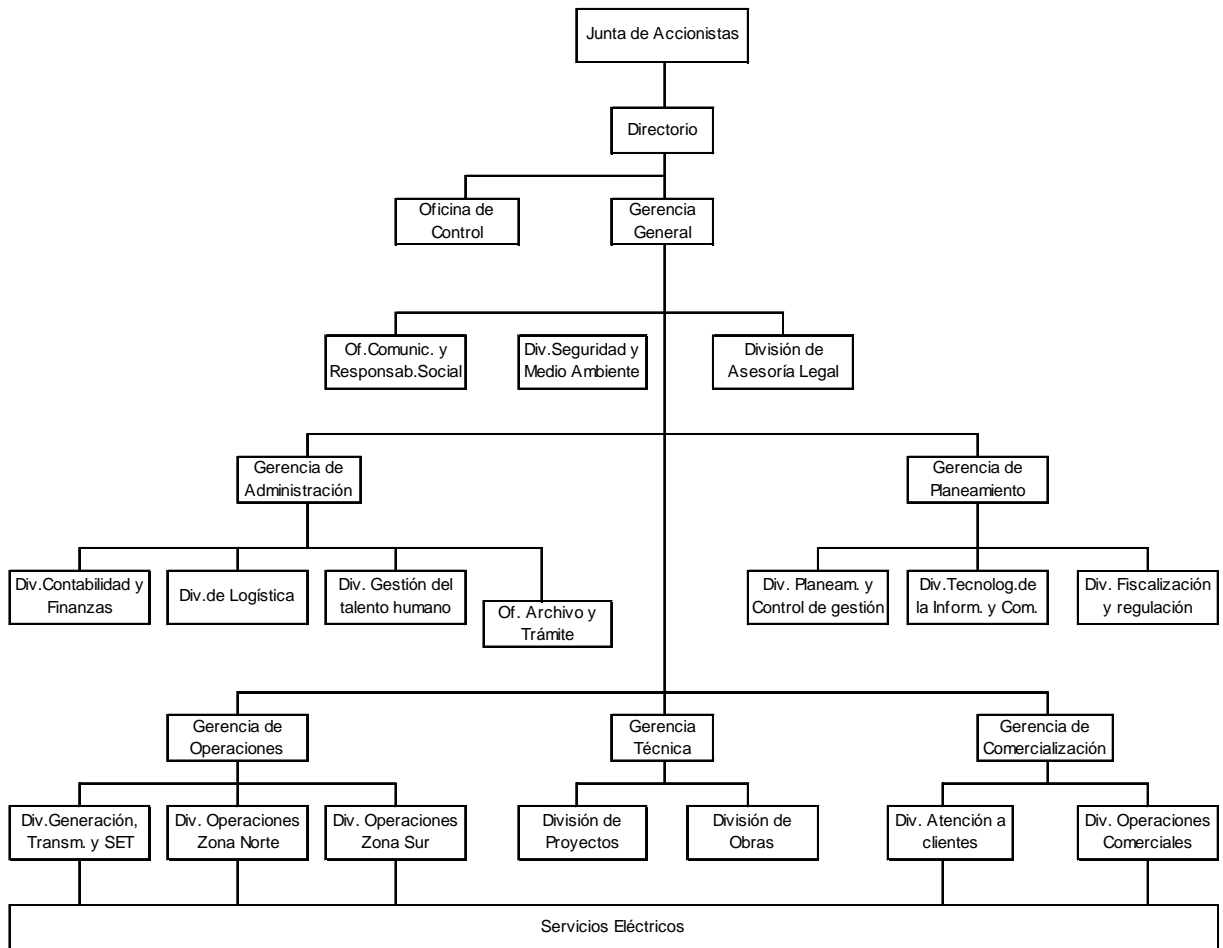 Junta de Accionistas
Directorio
Oficina de
Control
Gerencia
General
Of.Comunic. y
Responsab.Social
Div.Seguridad y
Medio Ambiente
División de
Asesoría Legal
Gerencia de
Administración
Gerencia de
Planeamiento
Div.Contabilidad y
Finanzas
Div.de Logística
Div. Gestión del
talento humano
Of. Archivo y
Trámite
Div. Planeam. y
Control de gestión
Div.Tecnolog.de
la Inform. y Com.
Div. Fiscalización
y regulación
Gerencia de
Operaciones
Gerencia
Técnica
Gerencia de
Comercialización
Div.Generación,
Transm. y SET
Div. Operaciones
Zona Norte
Div. Operaciones
Zona Sur
División de
Proyectos
División de
Obras
Div. Atención a
clientes
Div. Operaciones
Comerciales
Servicios Eléctricos